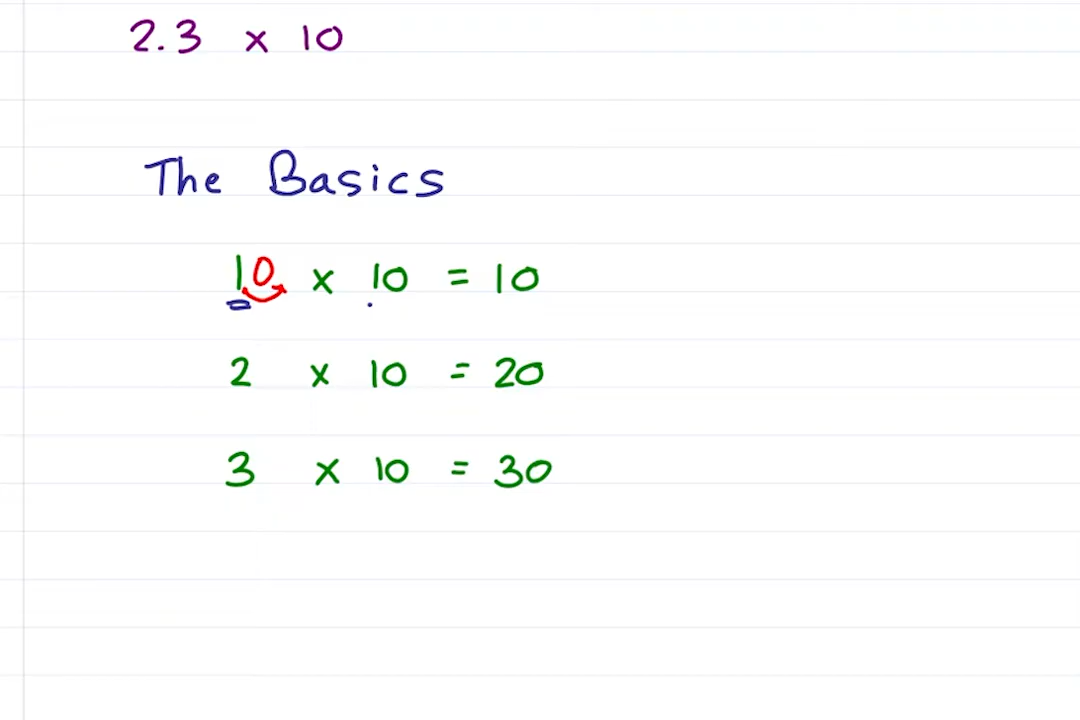 2.3 x 10
The Basics
10 x 10 = 10
2 x 10 = 20
3 x 10 = 30